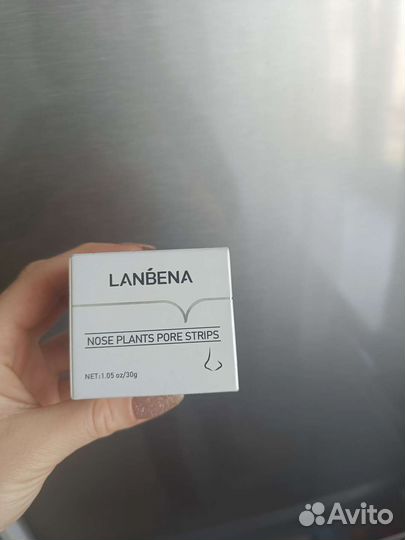 LANBENA
NOSE PLANTS PORE STRIPS
NET:1.05 oz/30g
Avito